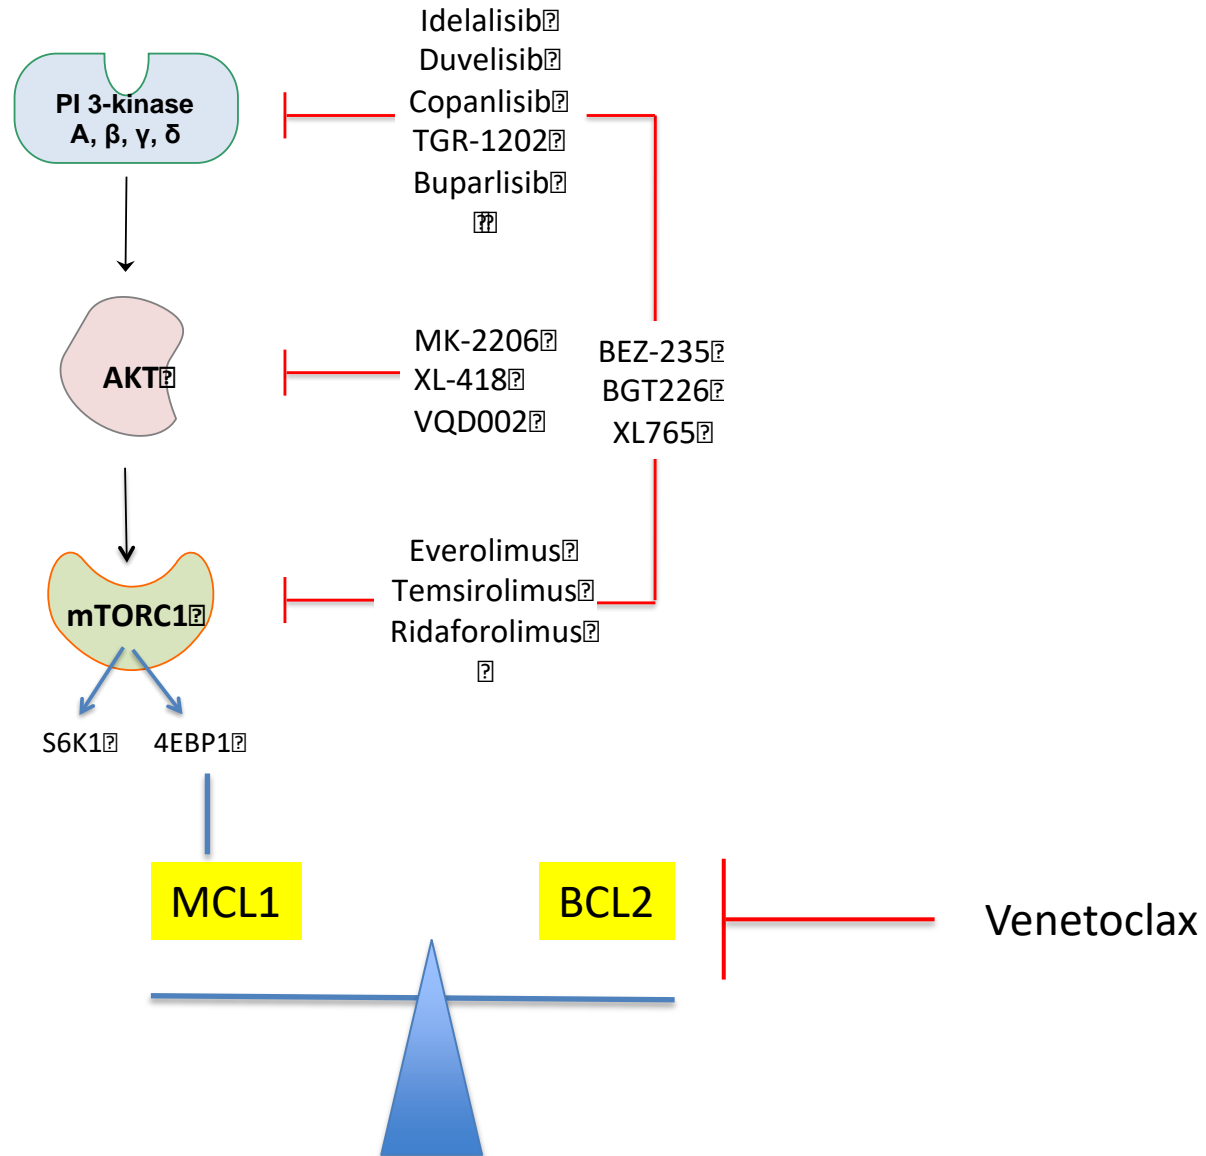 Idelalisib
Duvelisib
Copanlisib
TGR-1202
Buparlisib
PI 3-kinase
Α, β, γ, δ
AKT
MK-2206
XL-418
VQD002
BEZ-235
BGT226
XL765
mTORC1
Everolimus
Temsirolimus
Ridaforolimus
S6K1 4EBP1
MCL1
BCL2
Venetoclax